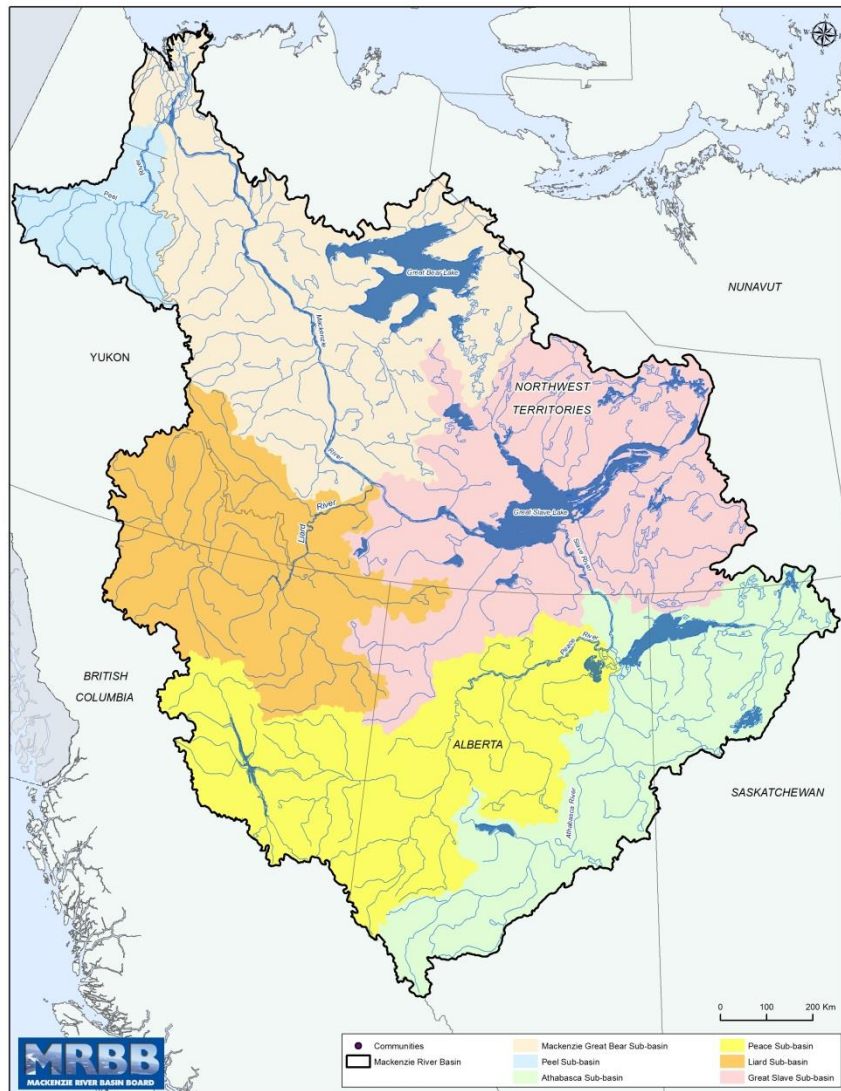 N
W
E
S
Peel
River
Great Bear Lake
NUNAVUT
Mackenzie
YUKON
NORTHWEST
TERRITORIES
River
River
Liard
Great Slave Lake
Slave River
Peace River
BRITISH
COLUMBIA
ALBERTA
Athabasca River
SASKATCHEWAN
0 100 200 Km
MRBB
MACKENZIE RIVER BASIN BOARD
Communities
Mackenzie River Basin
Mackenzie Great Bear Sub-basin
Peel Sub-basin
Athabasca Sub-basin
Peace Sub-basin
Liard Sub-basin
Great Slave Sub-basin